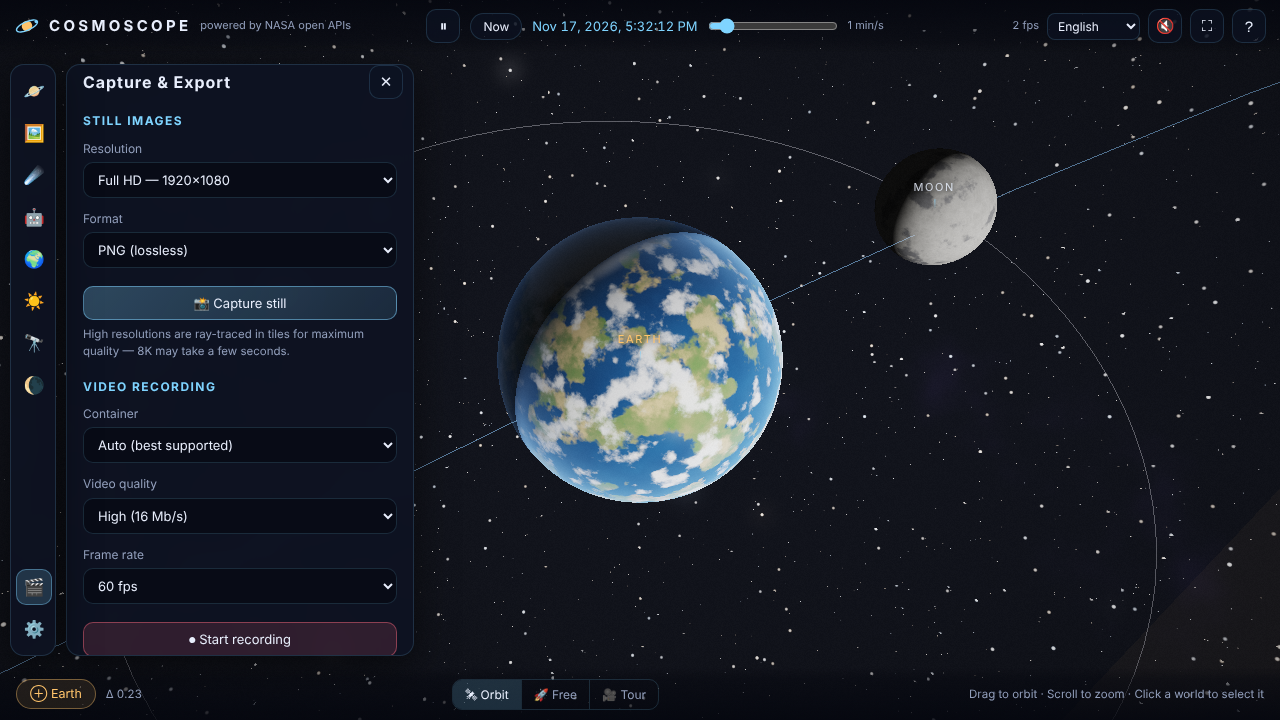 COSMOSCOPE powered by NASA open APIs
Now Nov 17, 2026, 5:32:12 PM 1 min/s
2 fps English ?
Capture & Export
STILL IMAGES
Resolution
Full HD — 1920×1080
Format
PNG (lossless)
Capture still
High resolutions are ray-traced in tiles for maximum
quality — 8K may take a few seconds.
VIDEO RECORDING
Container
Auto (best supported)
Video quality
High (16 Mb/s)
Frame rate
60 fps
Start recording
MOON
EARTH
Earth Δ 0.23
Orbit Free Tour
Drag to orbit · Scroll to zoom · Click a world to select it